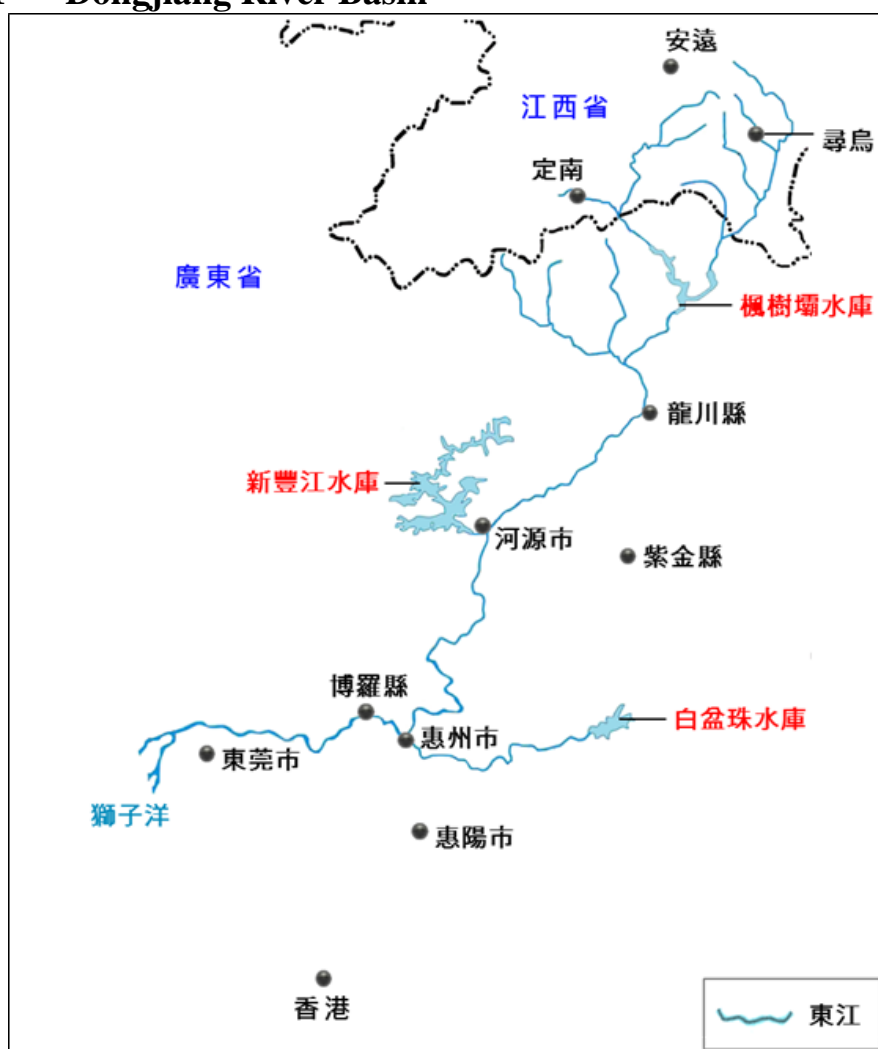 Dongjiang River Basin
安遠
江西省
尋烏
定南
廣東省
楓樹壩水庫
龍川縣
新豐江水庫
河源市
紫金縣
博羅縣
白盆珠水庫
惠州市
東莞市
獅子洋
惠陽市
香港
東江